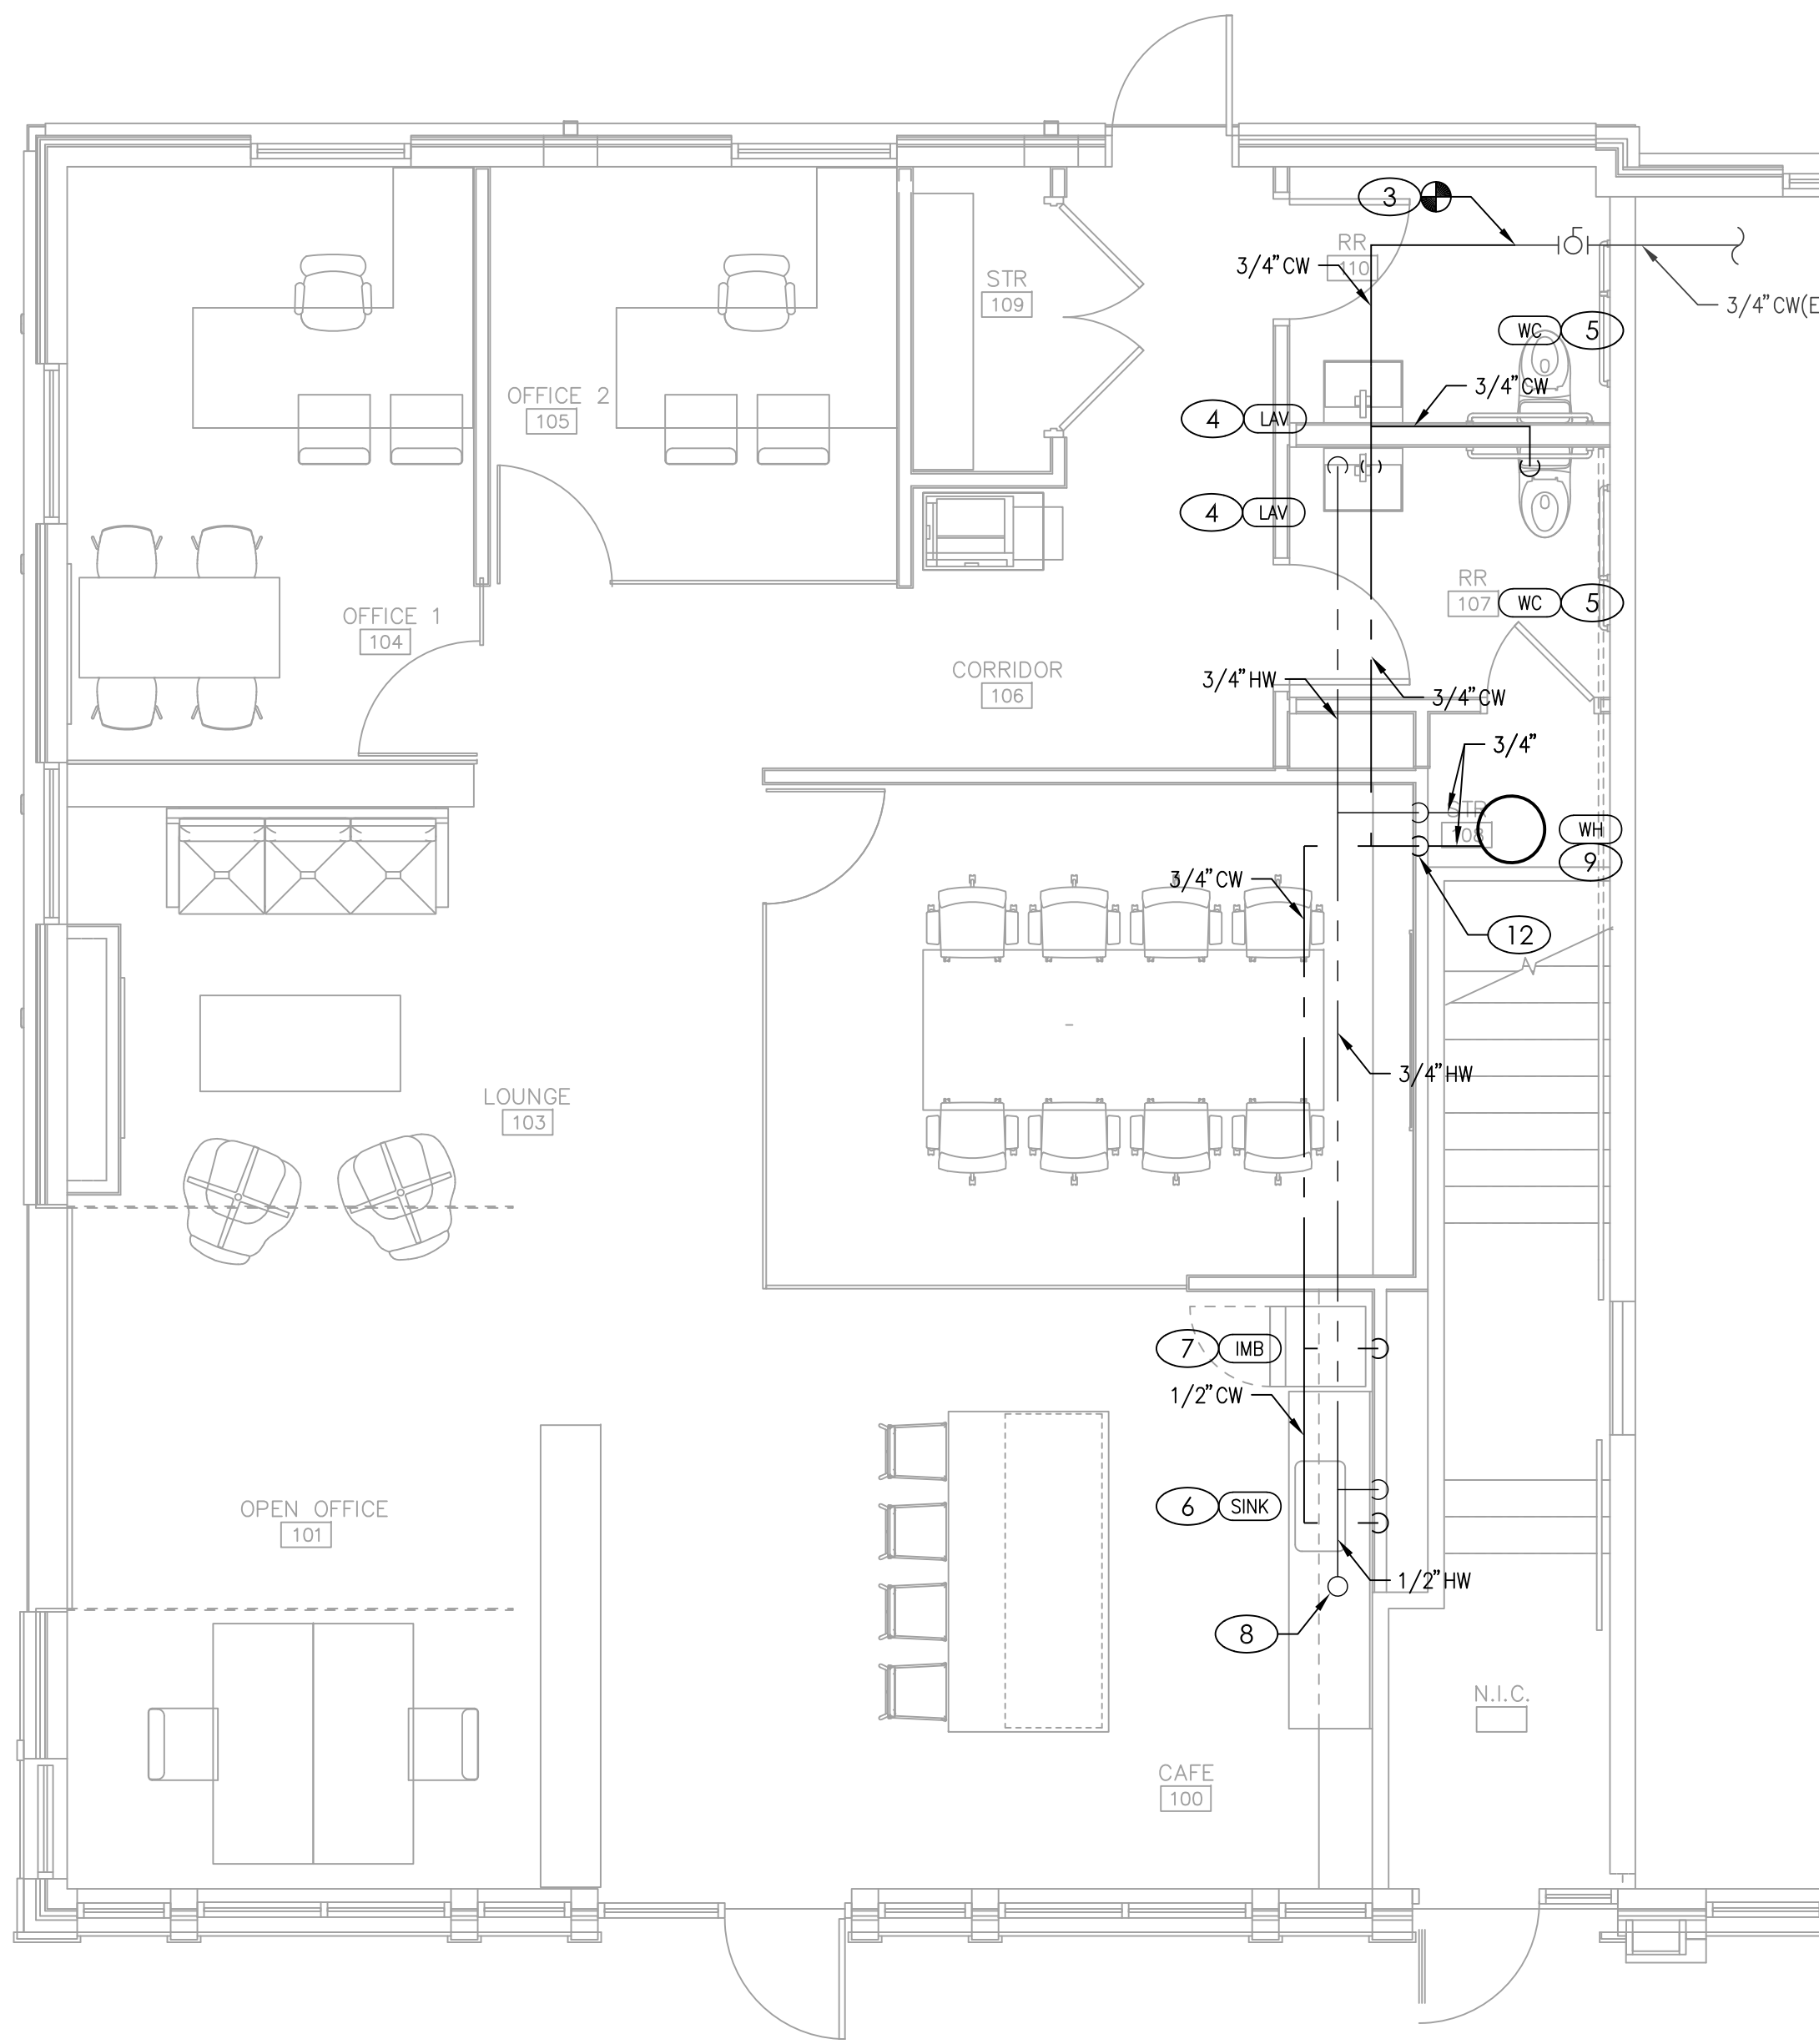 3
RR
110
3/4" CW
STR
109
3/4" CW(E
WC
5
3/4" CW
OFFICE 2
105
4
LAV
4
LAV
RR
107
WC
5
OFFICE 1
104
CORRIDOR
106
3/4" HW
3/4" CW
3/4"
STR
108
WH
9
3/4" CW
12
3/4" HW
LOUNGE
103
7
IMB
1/2" CW
OPEN OFFICE
101
6
SINK
1/2" HW
8
N.I.C.
CAFE
100